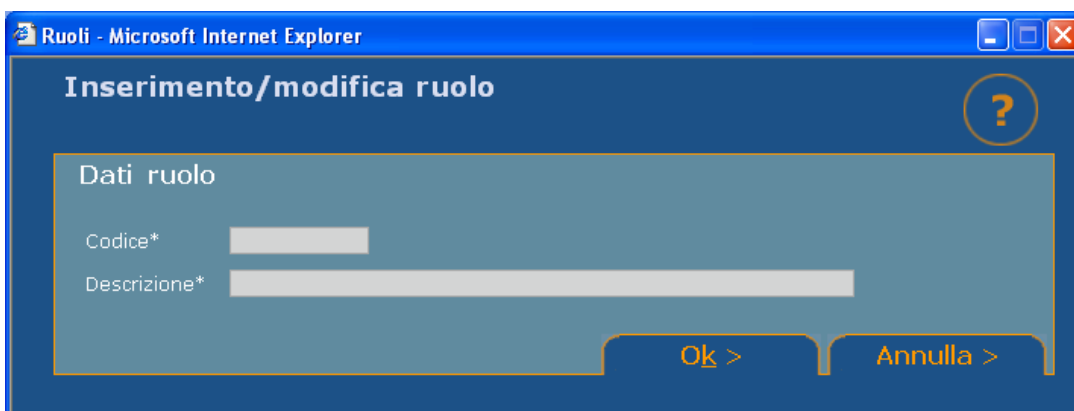 Ruoli - Microsoft Internet Explorer
Inserimento/modifica ruolo
?
Dati ruolo
Codice*
Descrizione*
Ok > Annulla >